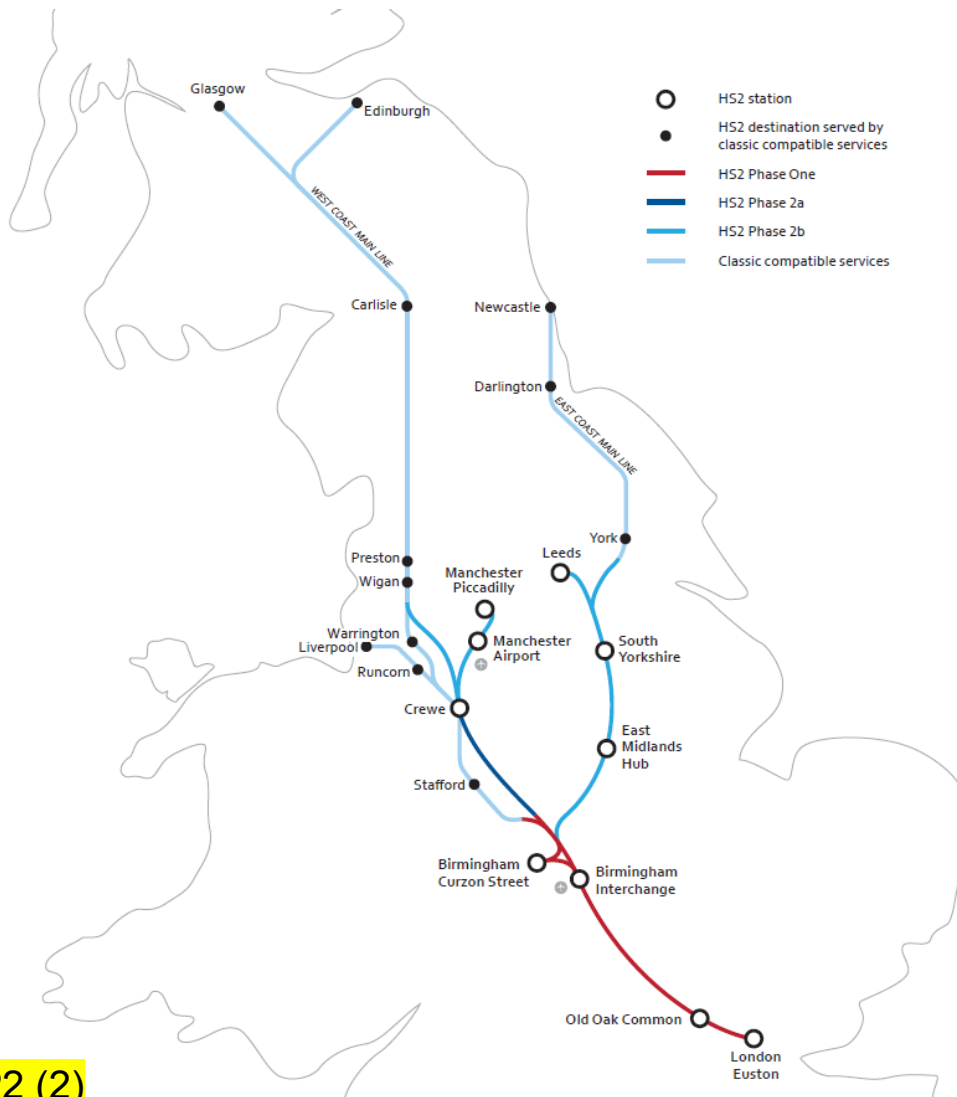 Glasgow
Edinburgh
HS2 station
HS2 destination served by
classic compatible services
HS2 Phase One
HS2 Phase 2a
HS2 Phase 2b
Classic compatible services
WEST COAST MAIN LINE
Carlisle
Newcastle
Darlington
EAST COAST MAIN LINE
York
Leeds
Preston
Wigan
Manchester
Piccadilly
Warrington
Liverpool
Manchester
Airport
South
Yorkshire
Runcorn
Crewe
East
Midlands
Hub
Stafford
Birmingham
Curzon Street
Birmingham
Interchange
Old Oak Common
London
Euston
2 (2)